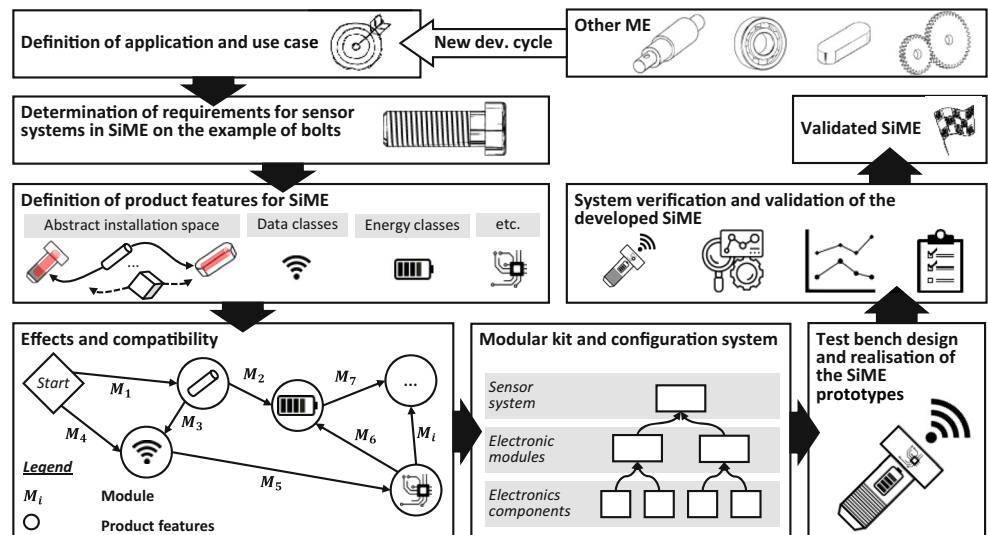 Definition of application and use case
New dev. cycle
Other ME
Determination of requirements for sensor
systems in SiME on the example of bolts
Validated SiME
Definition of product features for SiME
Abstract installation space
Data classes
Energy classes
etc.
...
System verification and validation of the
developed SiME
Effects and compatibility
Start
M₁
M₂
M₇
...
M₄
M₃
M₆
Mᵢ
M₅
Legend
Mᵢ
Module
Product features
Modular kit and configuration system
Sensor
system
Electronic
modules
Electronics
components
Test bench design
and realisation of
the SiME
prototypes